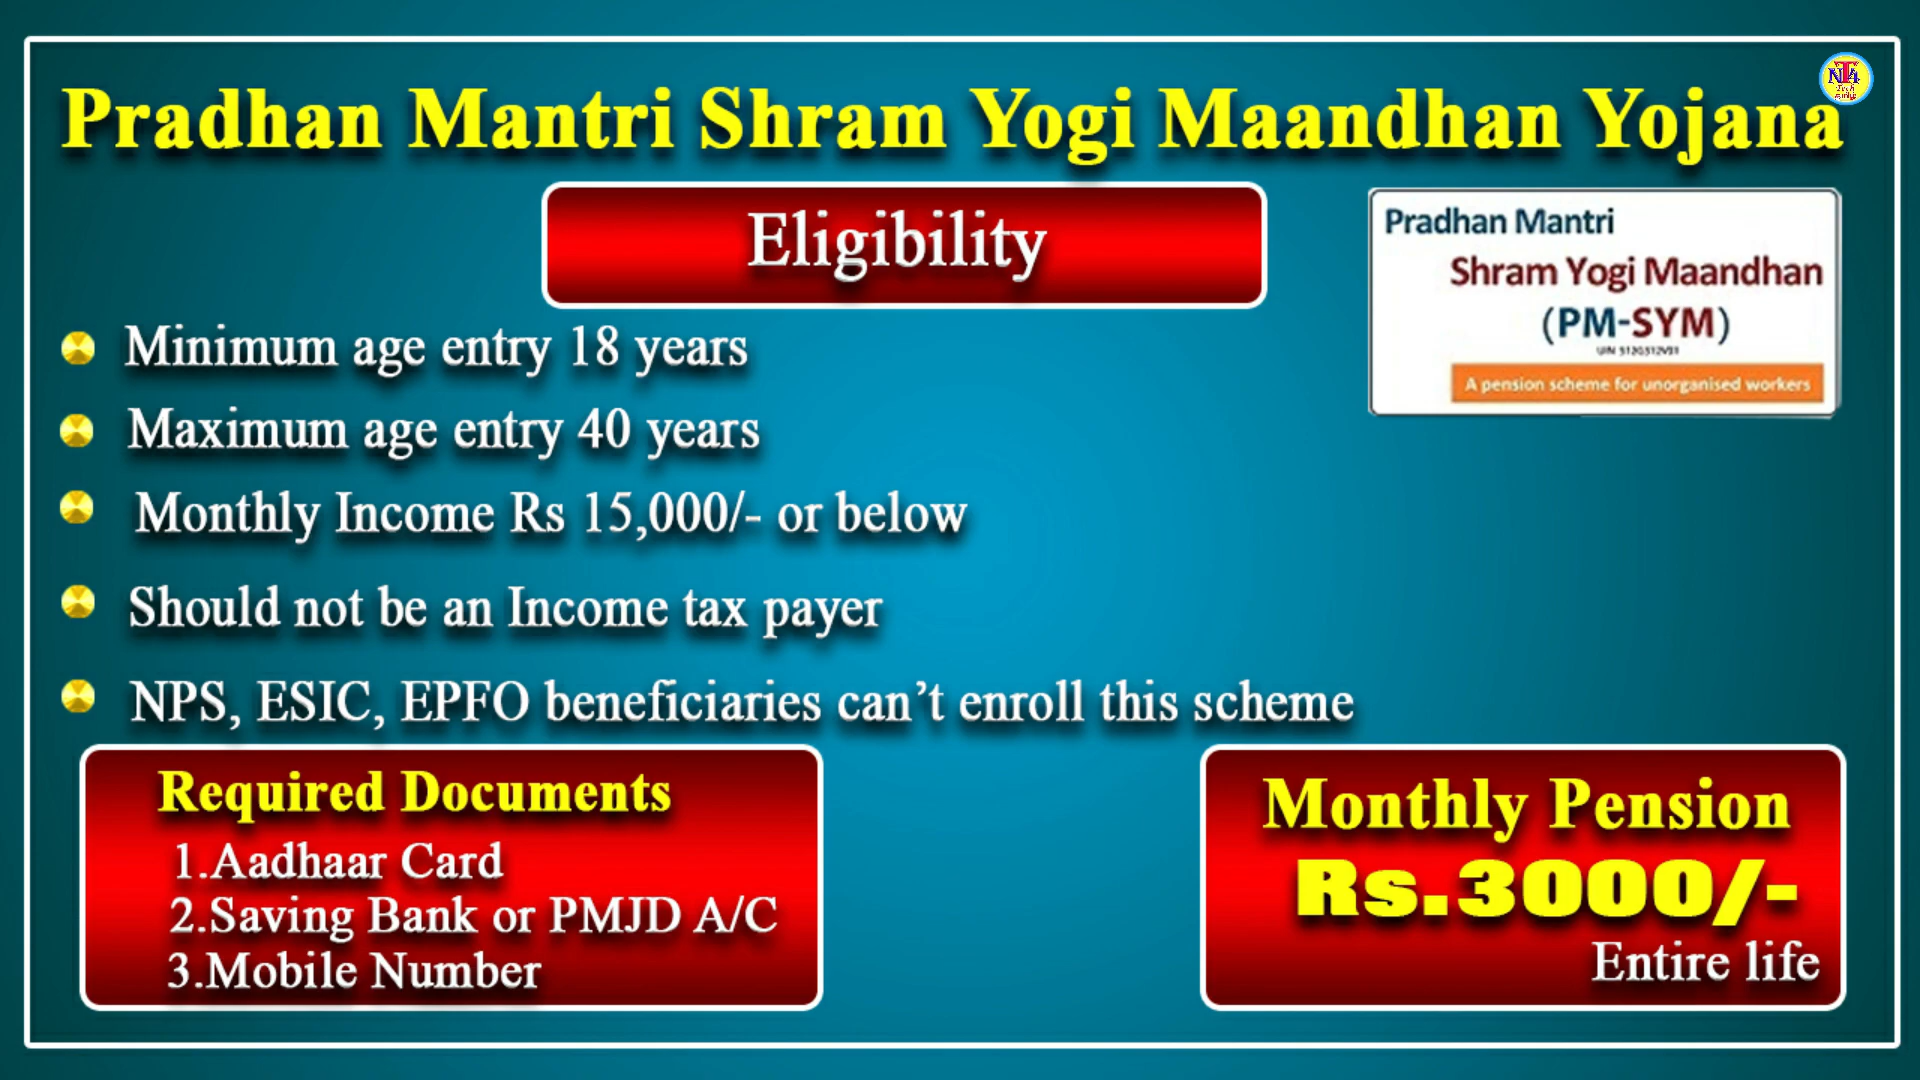 Pradhan Mantri Shram Yogi Maandhan Yojana
NTA
Eligibility
Pradhan Mantri
Shram Yogi Maandhan
(PM-SYM)
A pension scheme for unorganised workers
Minimum age entry 18 years
Maximum age entry 40 years
Monthly Income Rs 15,000/- or below
Should not be an Income tax payer
NPS, ESIC, EPFO beneficiaries can’t enroll this scheme
Required Documents
1.Aadhaar Card
2.Saving Bank or PMJD A/C
3.Mobile Number
Monthly Pension
Rs.3000/-
Entire life